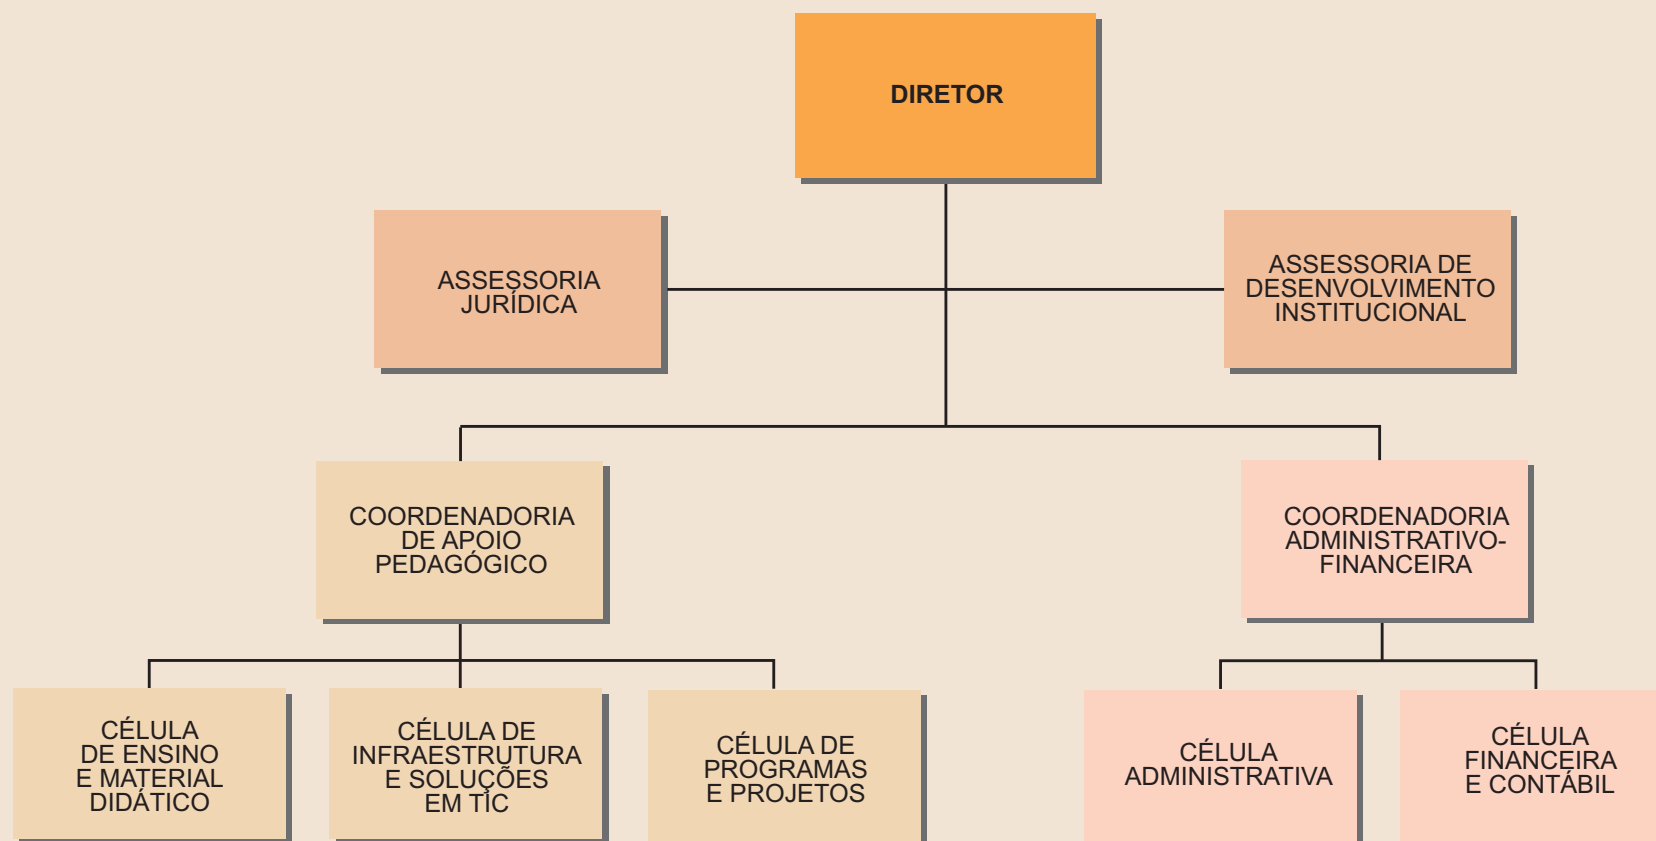 DIRETOR
ASSESSORIA
JURÍDICA
ASSESSORIA DE
DESENVOLVIMENTO
INSTITUCIONAL
COORDENADORIA
DE APOIO
PEDAGÓGICO
COORDENADORIA
ADMINISTRATIVO-
FINANCEIRA
CÉLULA
DE ENSINO
E MATERIAL
DIDÁTICO
CÉLULA DE
INFRAESTRUTURA
E SOLUÇÕES
EM TIC
CÉLULA DE
PROGRAMAS
E PROJETOS
CÉLULA
ADMINISTRATIVA
CÉLULA
FINANCEIRA
E CONTÁBIL